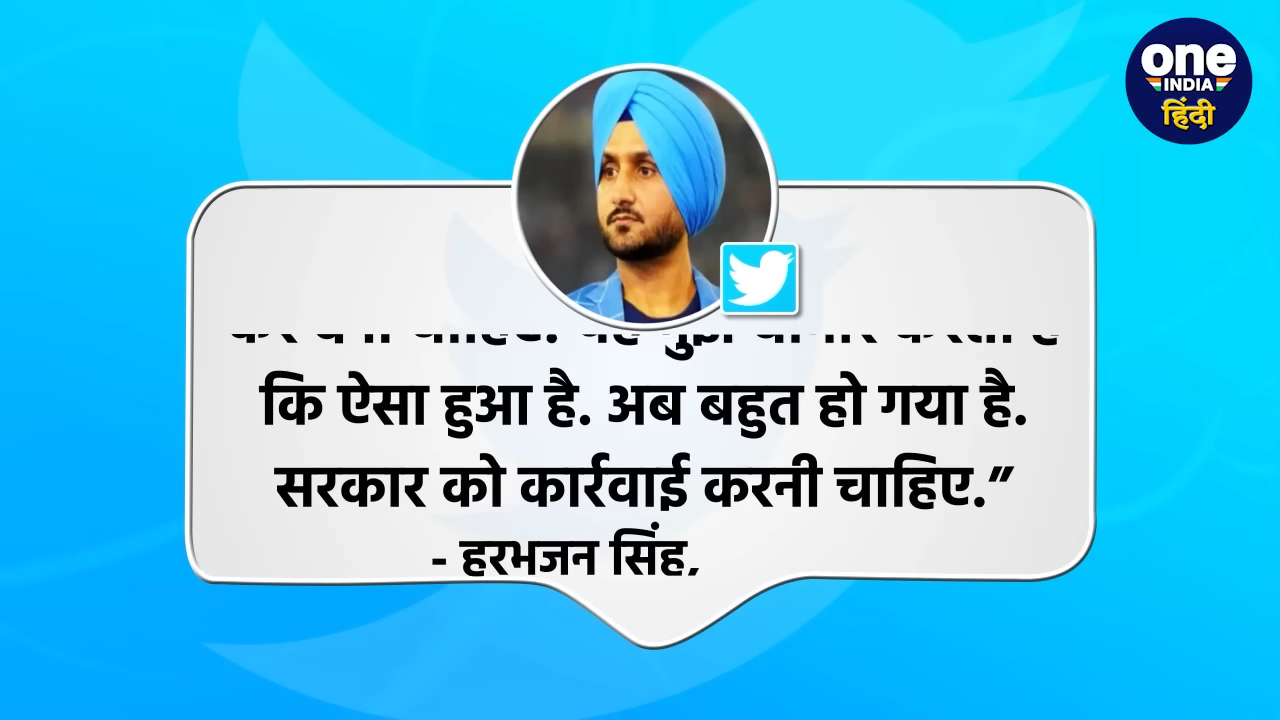 one
INDIA
हिंदी
कि ऐसा हुआ है. अब बहुत हो गया है.
सरकार को कार्रवाई करनी चाहिए.”
- हरभजन सिंह,